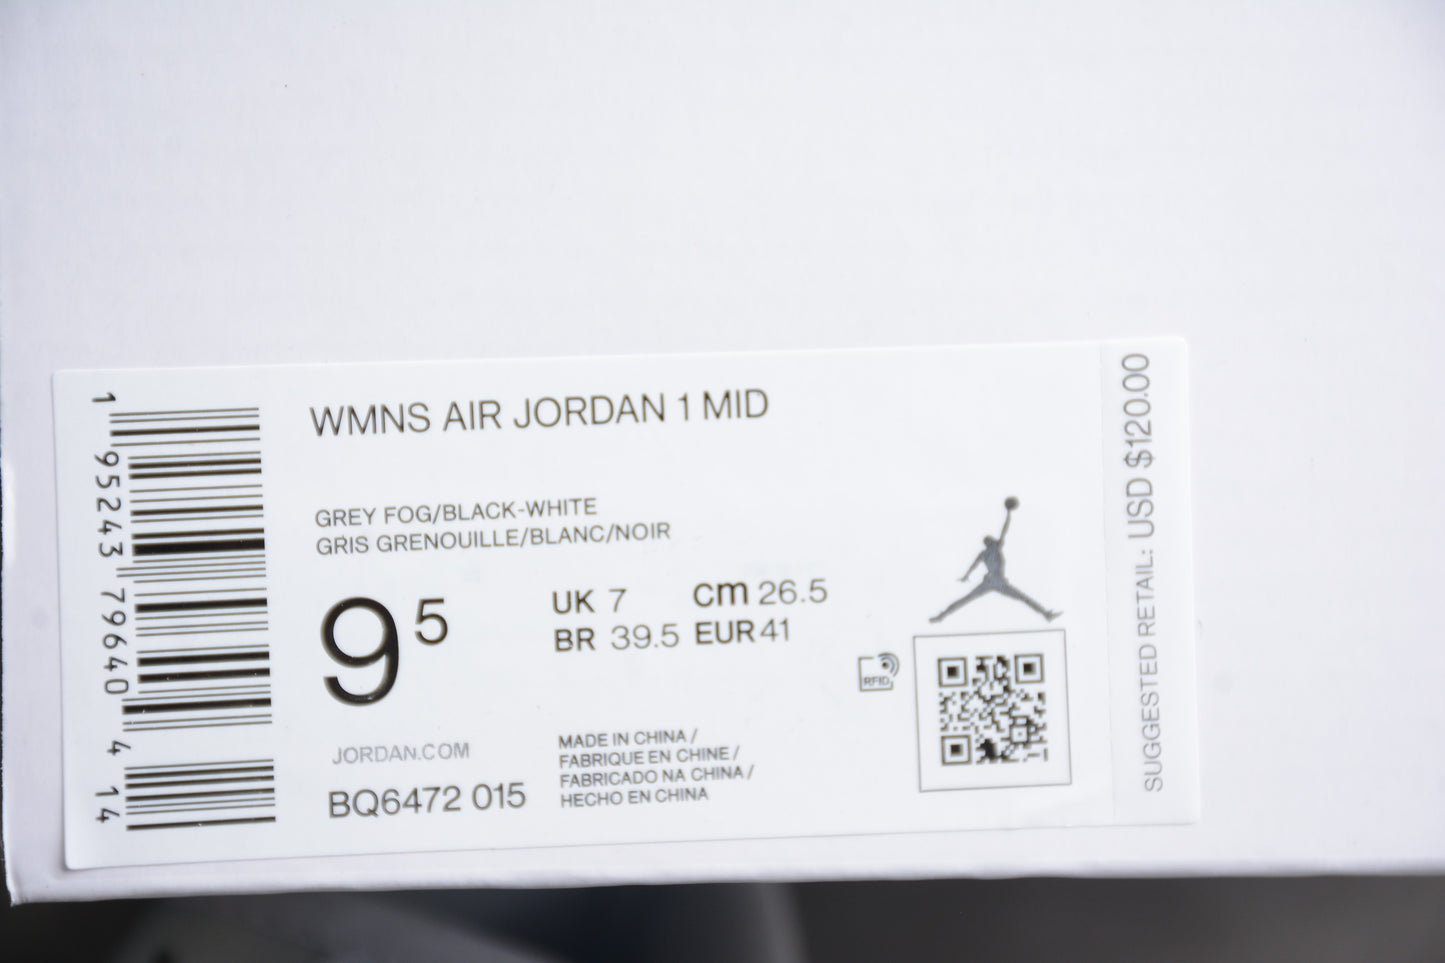 WMNS AIR JORDAN 1 MID
GREY FOG/BLACK-WHITE
GRIS GRENOUILLE/BLANC/NOIR
9 5
UK 7 cm 26.5
BR 39.5 EUR 41
JORDAN.COM
BQ6472 015
MADE IN CHINA /
FABRIQUE EN CHINE /
FABRICADO NA CHINA /
HECHO EN CHINA
RFID
SUGGESTED RETAIL: USD $120.00
1 95243 79640 4 14